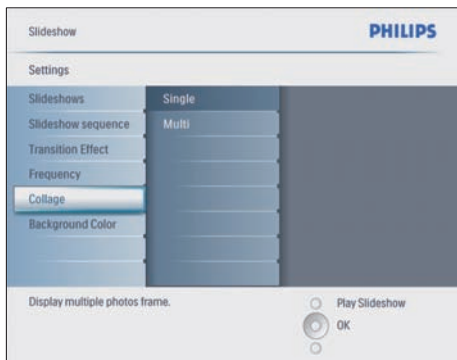 Slideshow PHILIPS
Settings
Slideshows Single
Slideshow sequence Multi
Transition Effect
Frequency
Collage
Background Color
Display multiple photos frame. Play Slideshow
OK